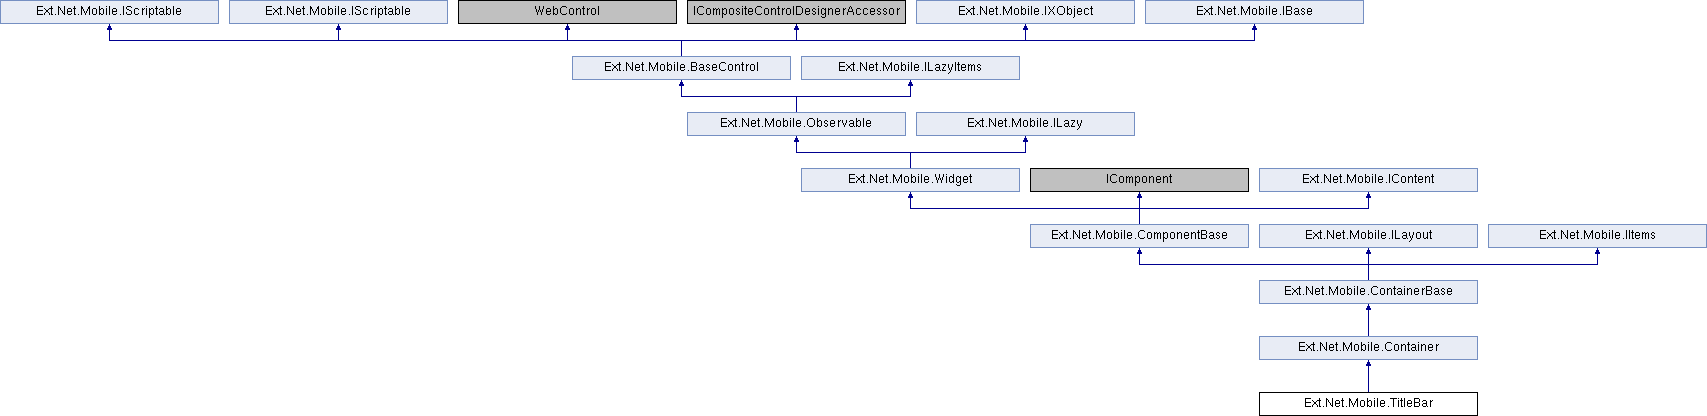 Ext.Net.Mobile.IScriptable
Ext.Net.Mobile.IScriptable
WebControl
ICompositeControlDesignerAccessor
Ext.Net.Mobile.IXObject
Ext.Net.Mobile.IBase
Ext.Net.Mobile.BaseControl
Ext.Net.Mobile.ILazyItems
Ext.Net.Mobile.Observable
Ext.Net.Mobile.ILazy
Ext.Net.Mobile.Widget
IComponent
Ext.Net.Mobile.IContent
Ext.Net.Mobile.ComponentBase
Ext.Net.Mobile.ILayout
Ext.Net.Mobile.IItems
Ext.Net.Mobile.ContainerBase
Ext.Net.Mobile.Container
Ext.Net.Mobile.TitleBar